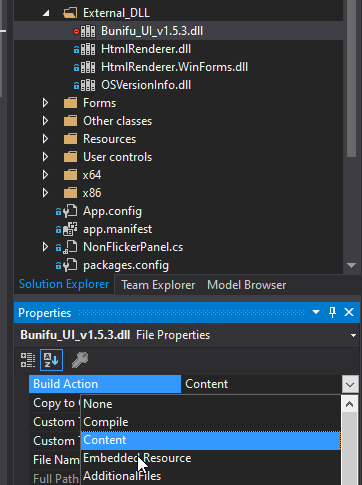 External_DLL
Bunifu_UI_v1.5.3.dll
HtmlRenderer.dll
HtmlRenderer.WinForms.dll
OSVersionInfo.dll
Forms
Other classes
Resources
User controls
x64
x86
App.config
app.manifest
NonFlickerPanel.cs
packages.config
Solution Explorer Team Explorer Model Browser
Properties
Bunifu_UI_v1.5.3.dll File Properties
Build Action Content
Copy to
None
Custom T
Compile
Custom T
Content
File Nam
Embedded Resource
Full Path
AdditionalFiles